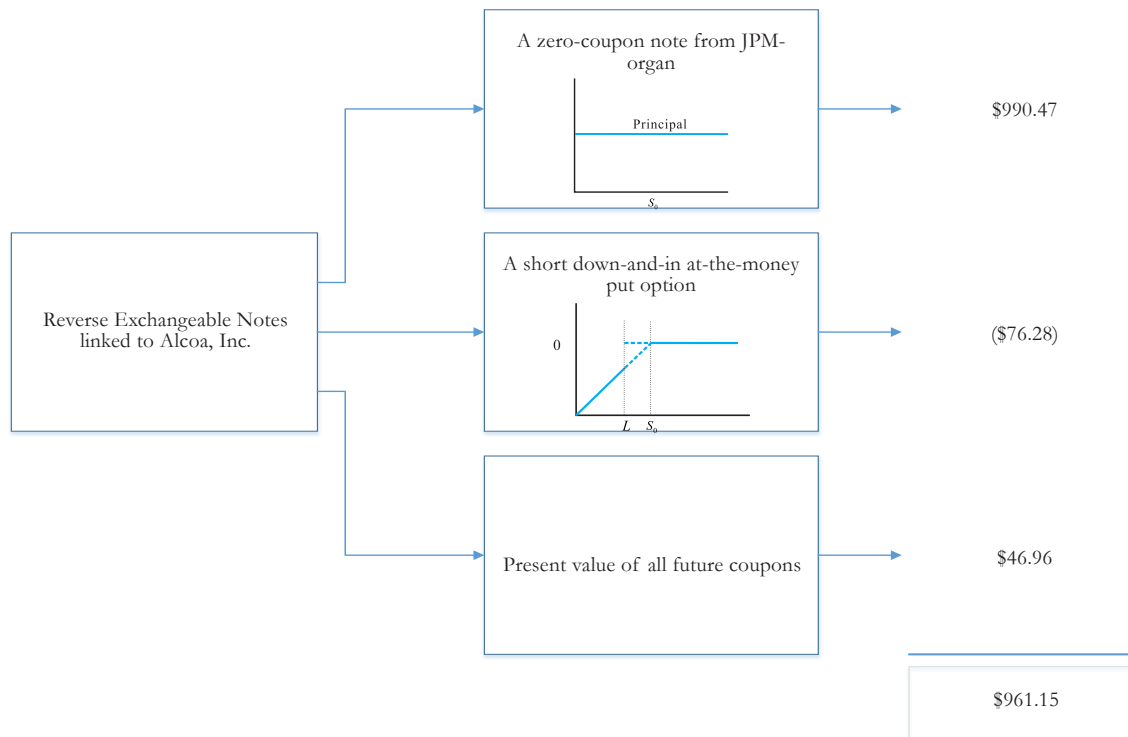 A zero-coupon note from JPM-
organ
Principal
S₀
$990.47
Reverse Exchangeable Notes
linked to Alcoa, Inc.
A short down-and-in at-the-money
put option
0
L S₀
($76.28)
Present value of all future coupons
$46.96
$961.15